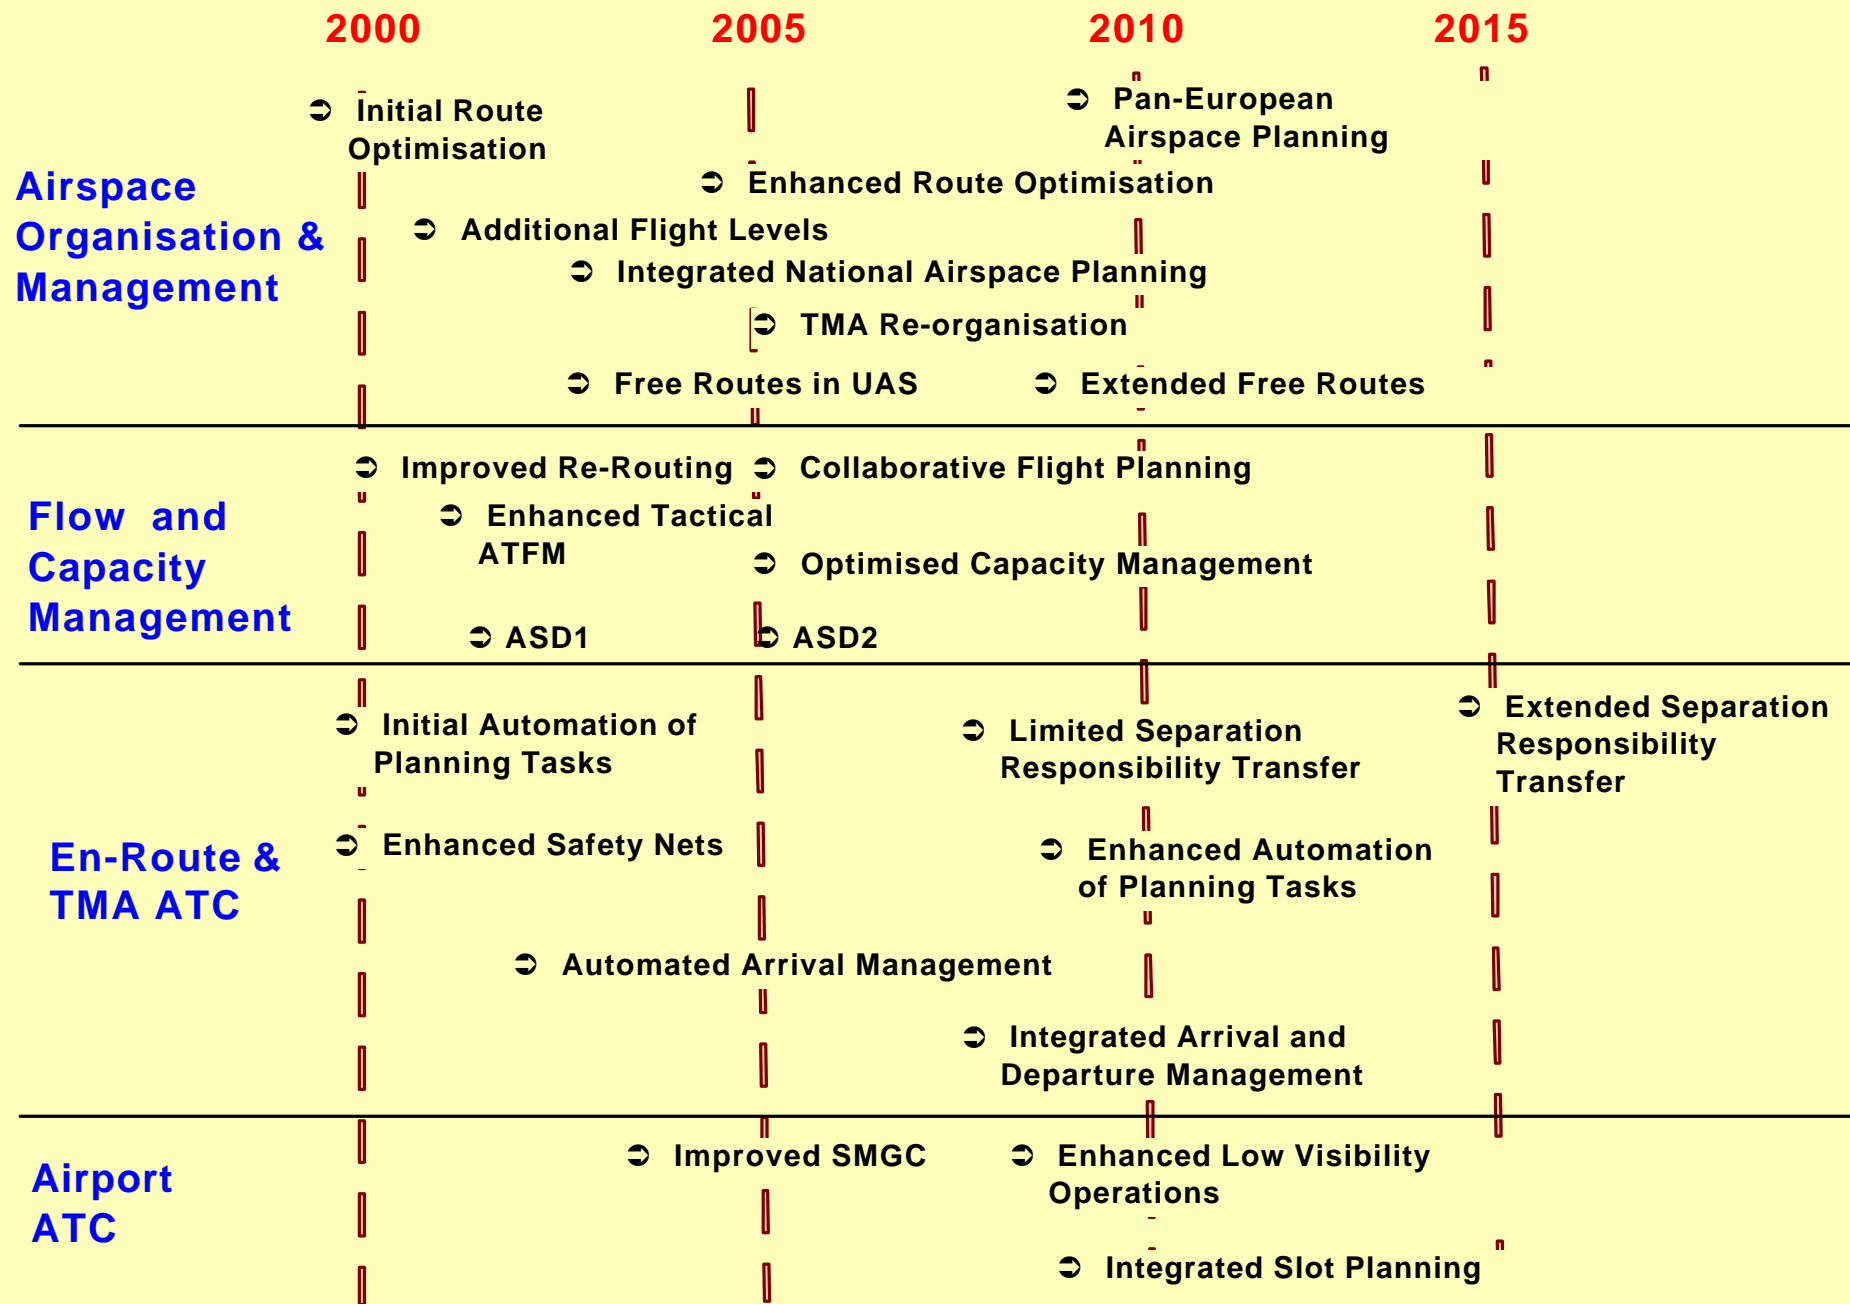 2000 2005 2010 2015
Airspace
Organisation &
Management
➲ Initial Route
Optimisation
➲ Pan-European
Airspace Planning
➲ Enhanced Route Optimisation
➲ Additional Flight Levels
➲ Integrated National Airspace Planning
➲ TMA Re-organisation
➲ Free Routes in UAS
➲ Extended Free Routes
Flow and
Capacity
Management
➲ Improved Re-Routing
➲ Collaborative Flight Planning
➲ Enhanced Tactical
ATFM
➲ Optimised Capacity Management
➲ ASD1
➲ ASD2
En-Route &
TMA ATC
➲ Initial Automation of
Planning Tasks
➲ Limited Separation
Responsibility Transfer
➲ Extended Separation
Responsibility
Transfer
➲ Enhanced Safety Nets
➲ Enhanced Automation
of Planning Tasks
➲ Automated Arrival Management
➲ Integrated Arrival and
Departure Management
Airport
ATC
➲ Improved SMGC
➲ Enhanced Low Visibility
Operations
➲ Integrated Slot Planning